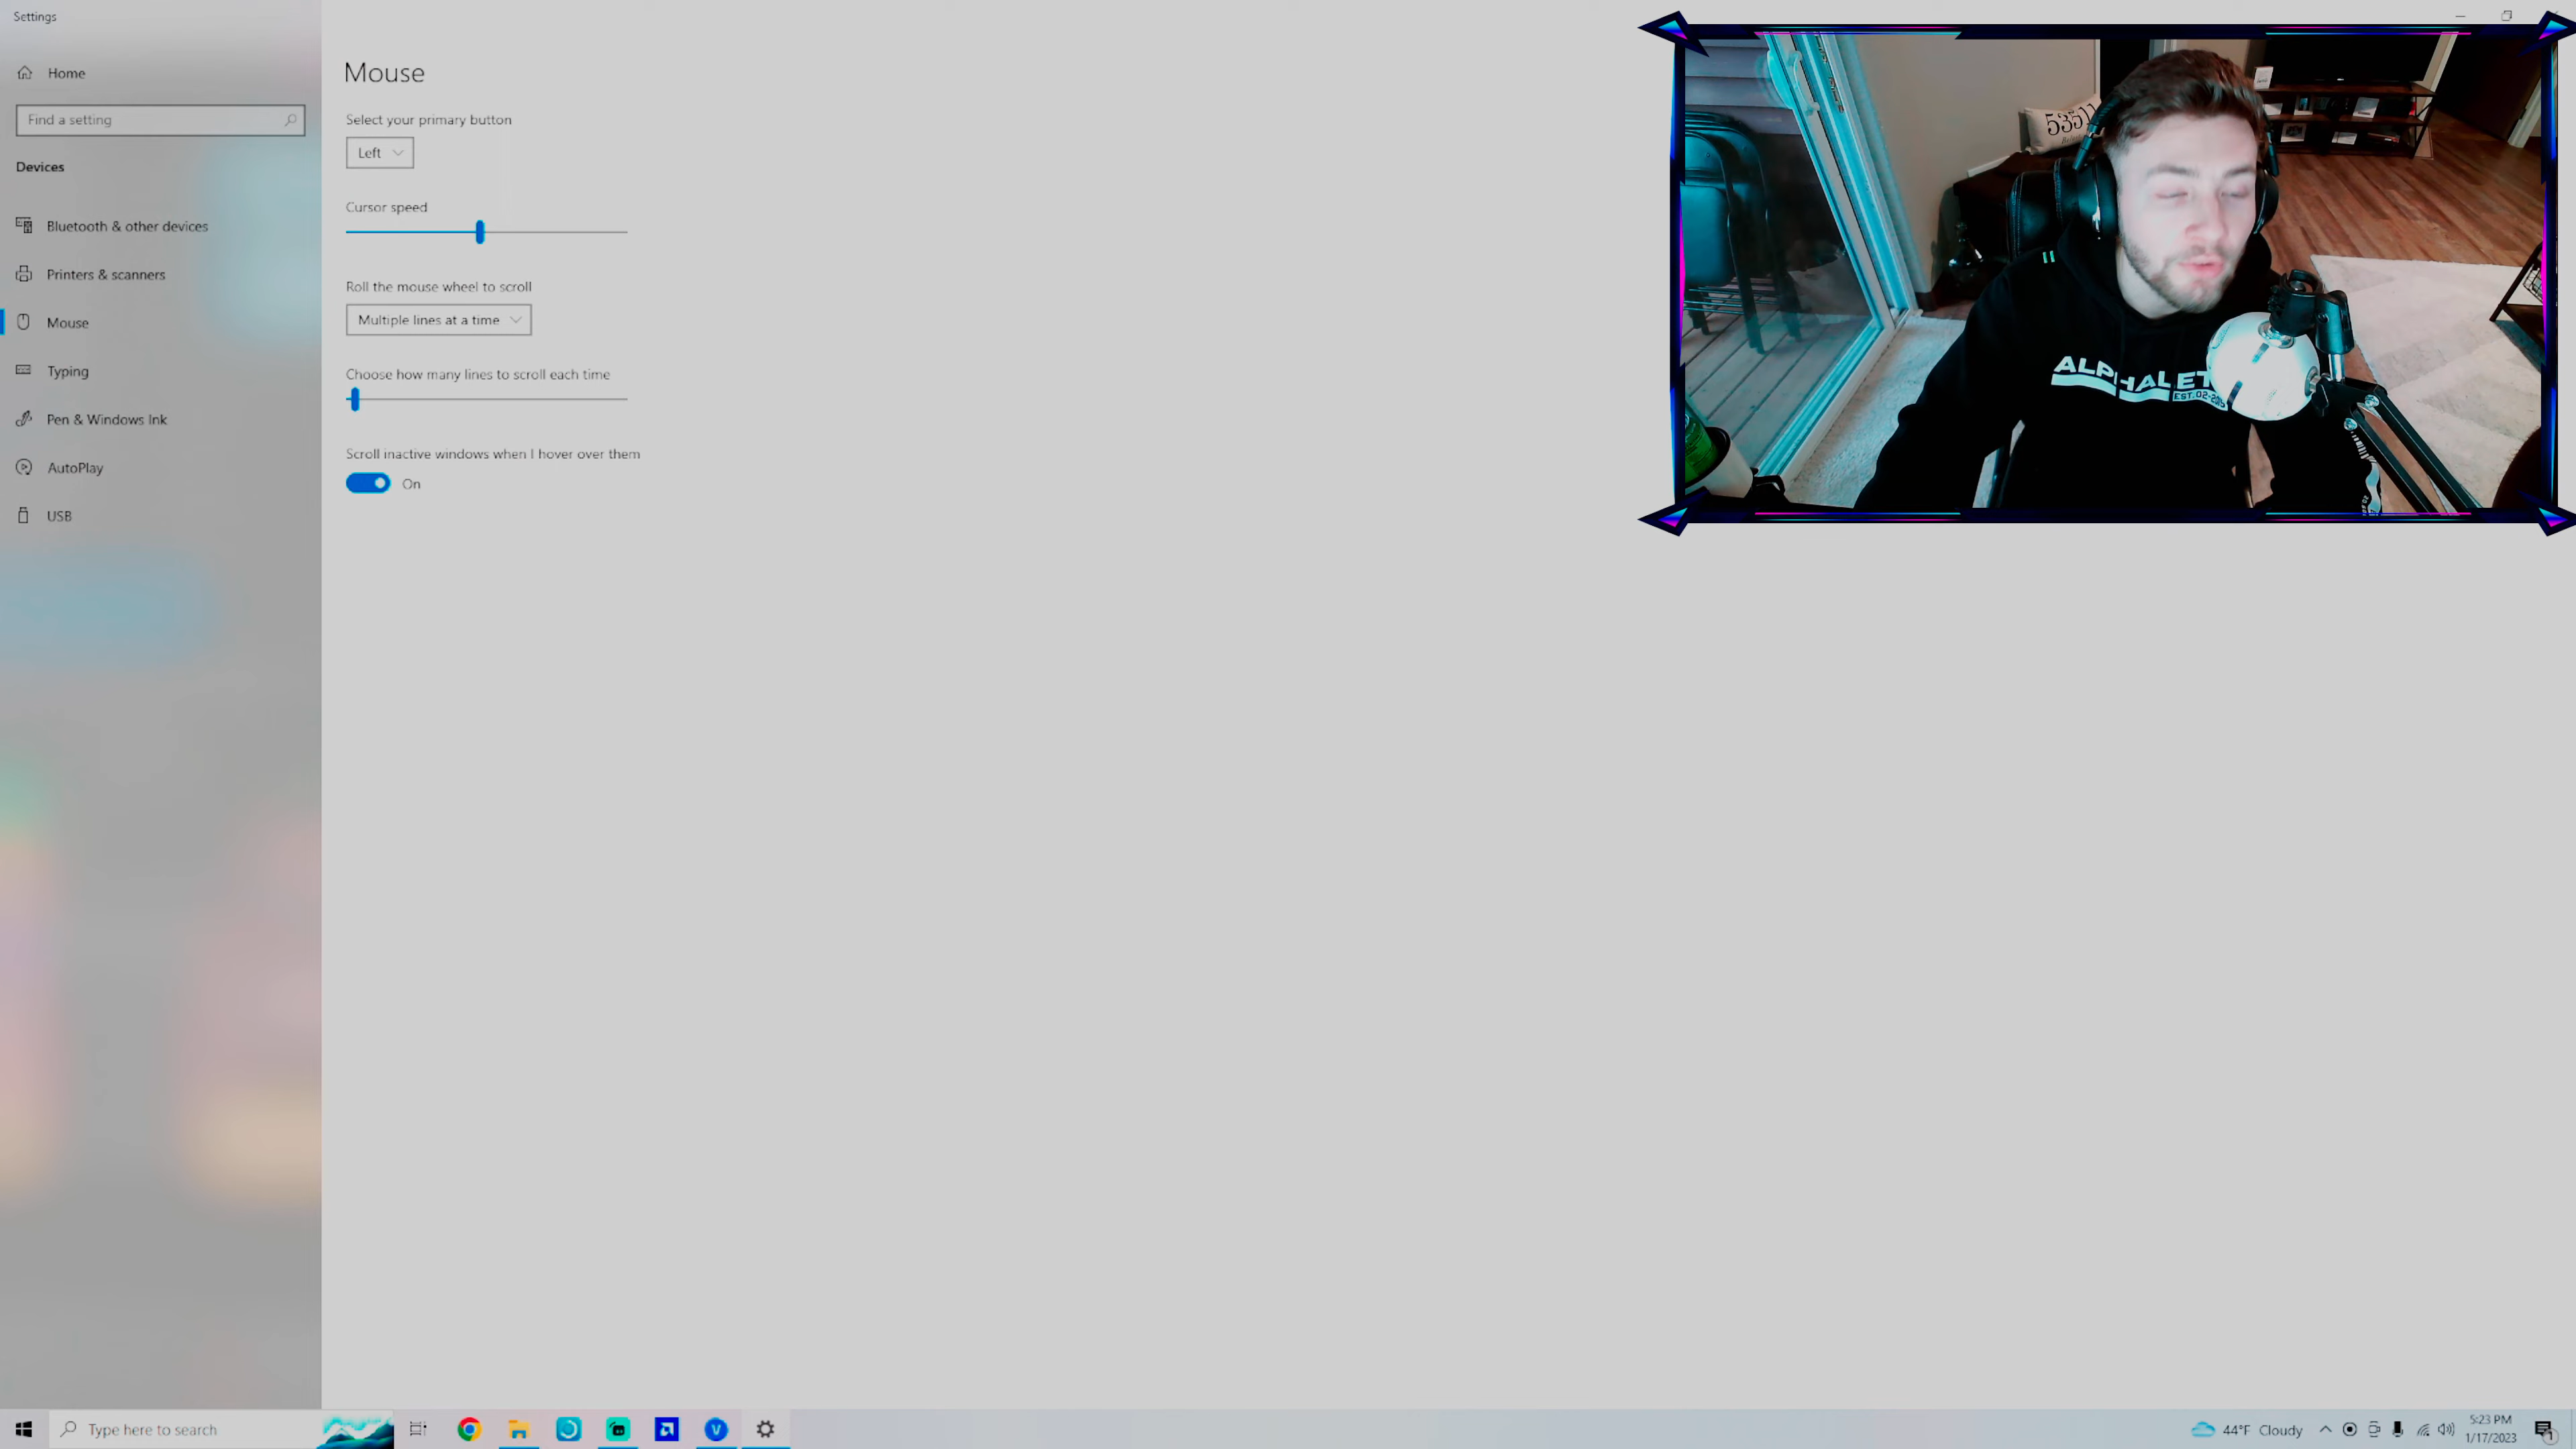 Settings
Home
Find a setting
Devices
Bluetooth & other devices
Printers & scanners
Mouse
Typing
Pen & Windows Ink
AutoPlay
USB
Mouse
Select your primary button
Left
Cursor speed
Roll the mouse wheel to scroll
Multiple lines at a time
Choose how many lines to scroll each time
Scroll inactive windows when I hover over them
On
Type here to search
44°F Cloudy
5:23 PM
1/17/2023